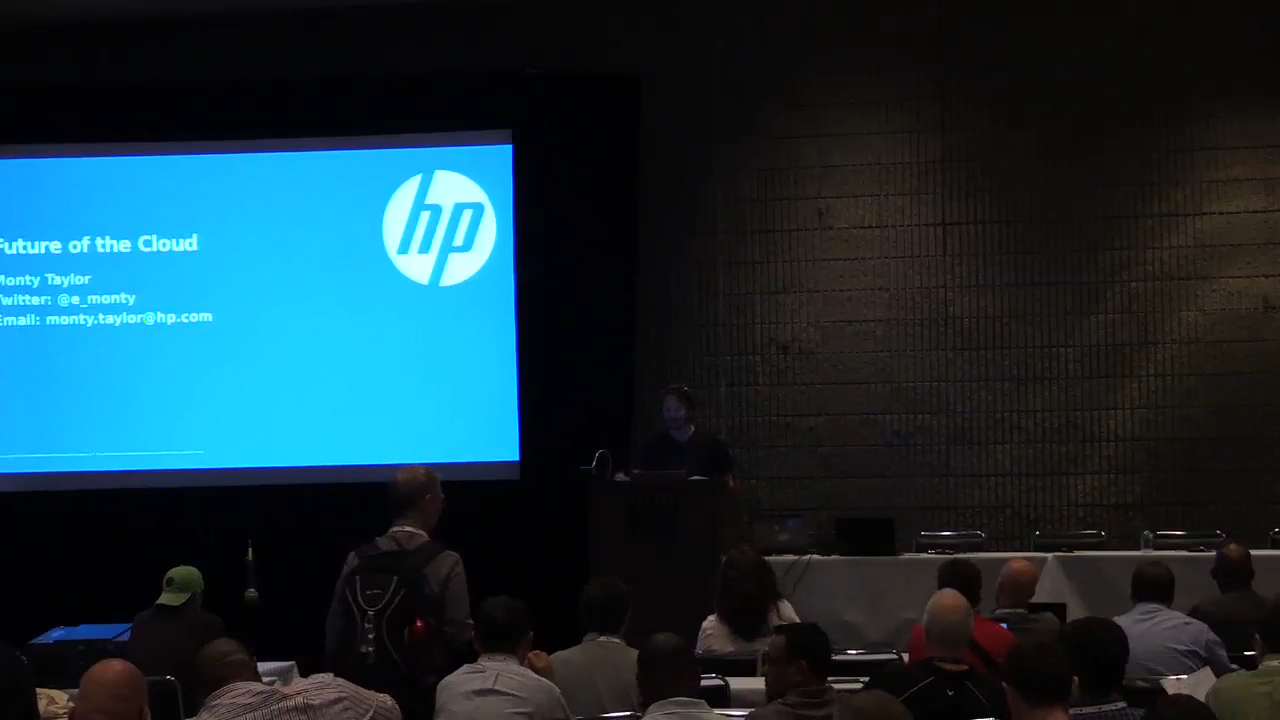 Future of the Cloud
Monty Taylor
Twitter: @e_monty
Email: monty.taylor@hp.com
hp